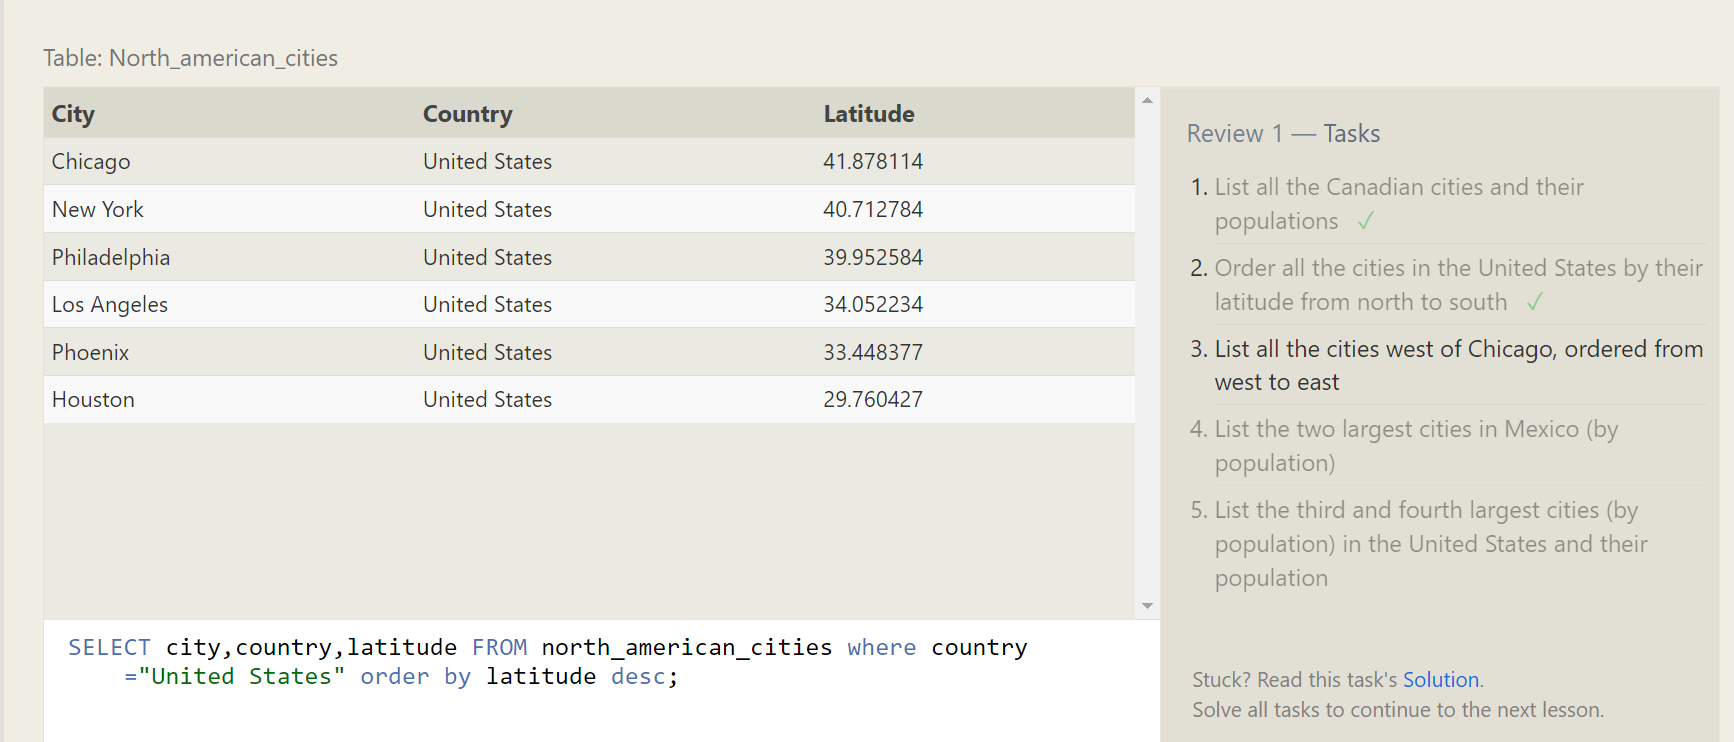 Table: North_american_cities
City Country Latitude
Chicago United States 41.878114
New York United States 40.712784
Philadelphia United States 39.952584
Los Angeles United States 34.052234
Phoenix United States 33.448377
Houston United States 29.760427
SELECT city,country,latitude FROM north_american_cities where country
="United States" order by latitude desc;
Review 1 — Tasks
1. List all the Canadian cities and their
populations ✓
2. Order all the cities in the United States by their
latitude from north to south ✓
3. List all the cities west of Chicago, ordered from
west to east
4. List the two largest cities in Mexico (by
population)
5. List the third and fourth largest cities (by
population) in the United States and their
population
Stuck? Read this task's Solution.
Solve all tasks to continue to the next lesson.